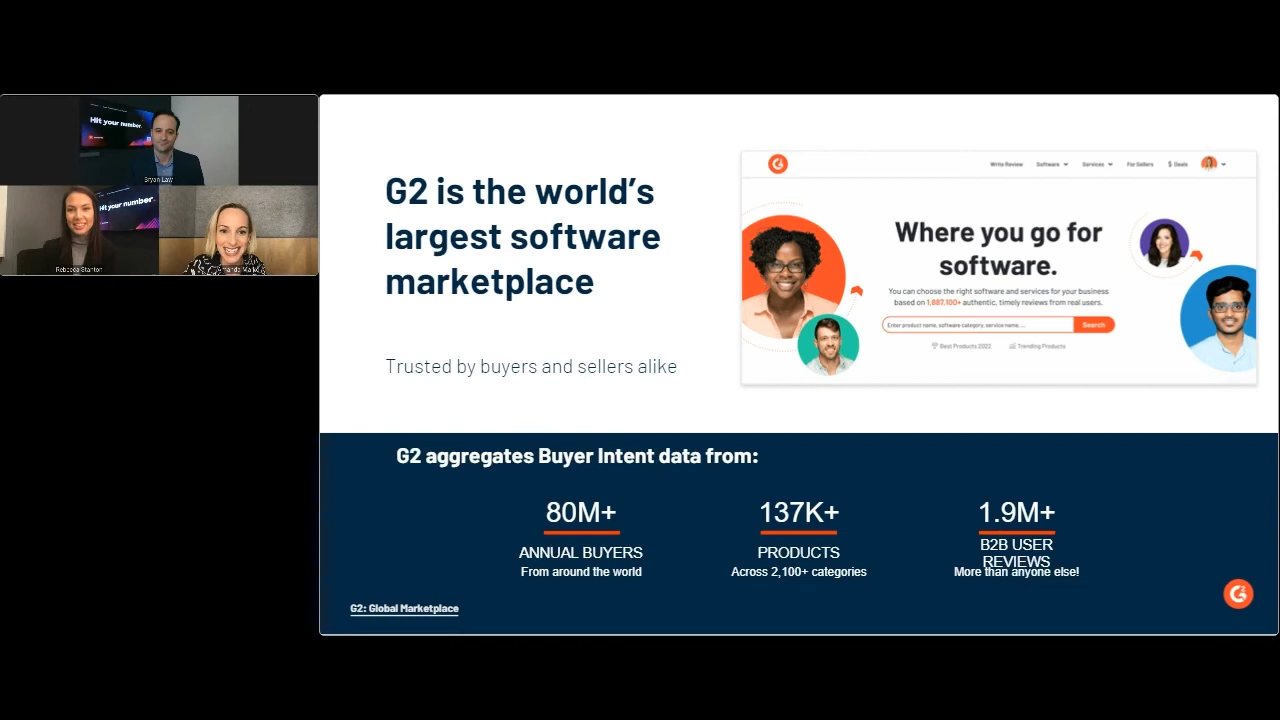 Hit your number.
Bryan Law
Hit your number.
Rebecca Stanton
Amanda Malko
G2 is the world's
largest software
marketplace
Trusted by buyers and sellers alike
Write Review Software Services For Sellers $ Deals
Where you go for
software.
You can choose the right software and services for your business
based on 1,887,100+ authentic, timely reviews from real users.
Enter product name, software category, service name, ...
Search
Best Products 2022 Trending Products
G2 aggregates Buyer Intent data from:
80M+
ANNUAL BUYERS
From around the world
137K+
PRODUCTS
Across 2,100+ categories
1.9M+
B2B USER
REVIEWS
More than anyone else!
G2: Global Marketplace